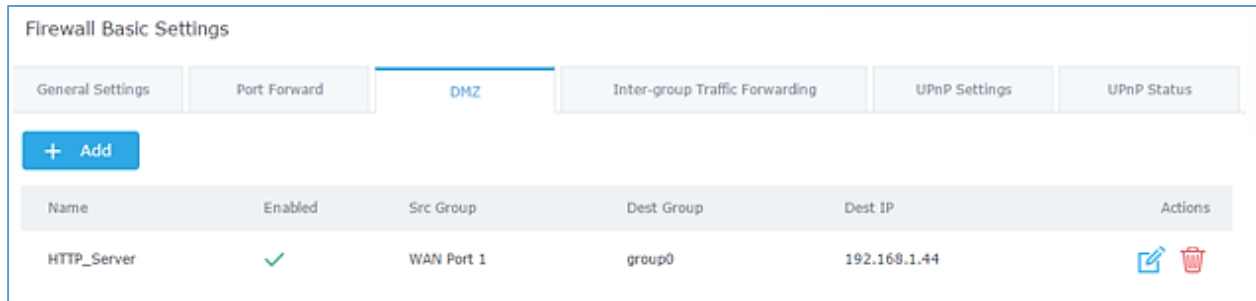 Firewall Basic Settings
General Settings Port Forward DMZ Inter-group Traffic Forwarding UPnP Settings UPnP Status
+ Add
Name Enabled Src Group Dest Group Dest IP Actions
HTTP_Server WAN Port 1 group0 192.168.1.44